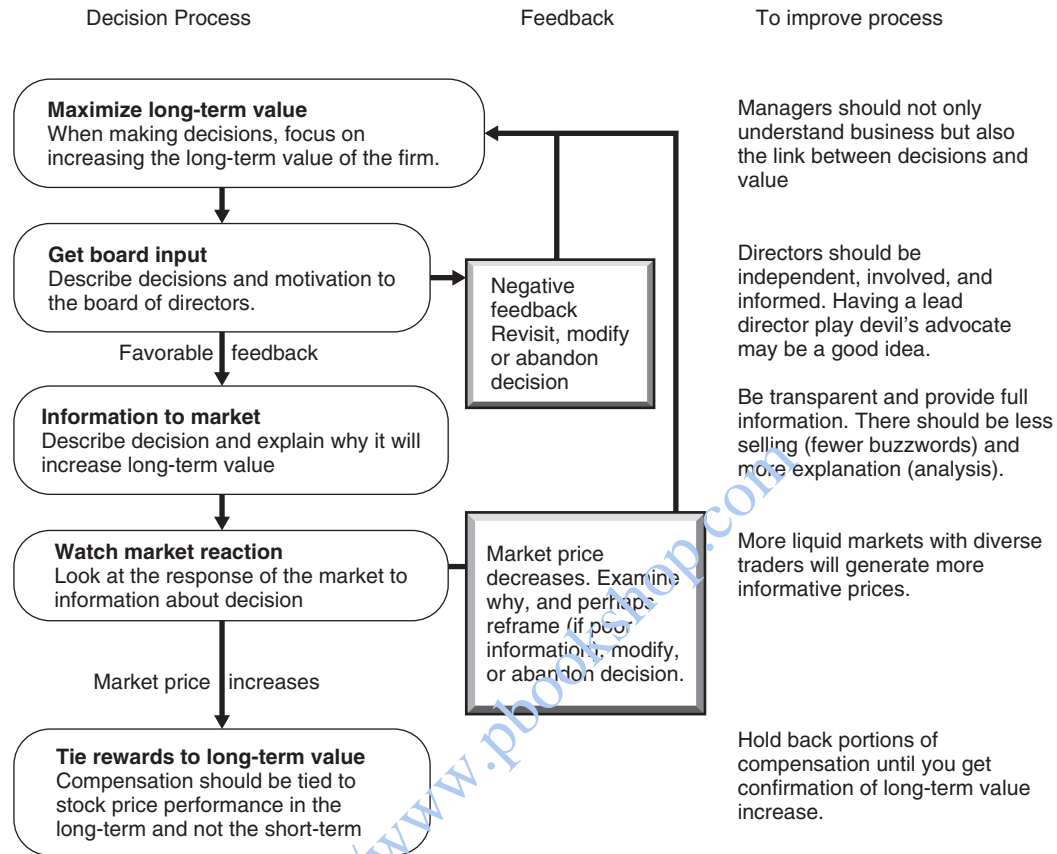 Decision Process
Feedback
To improve process
Maximize long-term value
When making decisions, focus on
increasing the long-term value of the firm.
Managers should not only
understand business but also
the link between decisions and
value
Get board input
Describe decisions and motivation to
the board of directors.
Negative
feedback
Revisit, modify
or abandon
decision
Directors should be
independent, involved, and
informed. Having a lead
director play devil's advocate
may be a good idea.
Favorable feedback
Information to market
Describe decision and explain why it will
increase long-term value
Be transparent and provide full
information. There should be less
selling (fewer buzzwords) and
more explanation (analysis).
Watch market reaction
Look at the response of the market to
information about decision
Market price
decreases. Examine
why, and perhaps
reframe (if poor
information), modify,
or abandon decision.
More liquid markets with diverse
traders will generate more
informative prices.
Market price increases
Tie rewards to long-term value
Compensation should be tied to
stock price performance in the
long-term and not the short-term
Hold back portions of
compensation until you get
confirmation of long-term value
increase.
/www.pbookshop.com